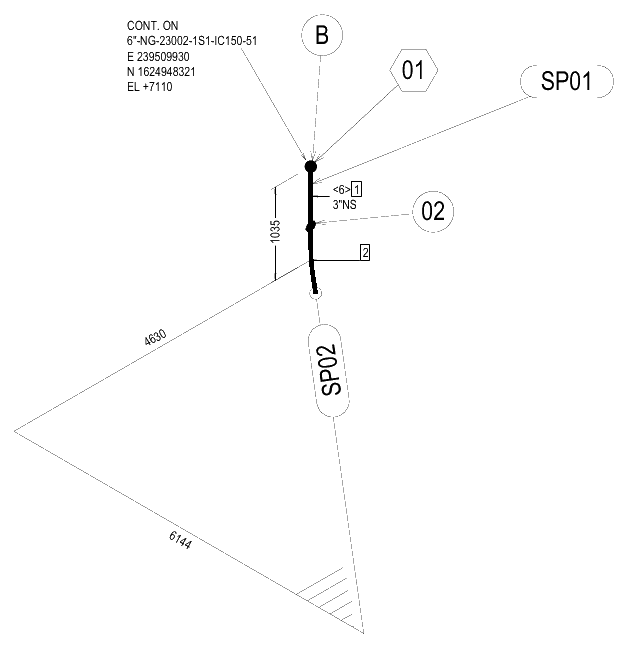 CONT. ON
6"-NG-23002-1S1-IC150-51
E 239509930
N 1624948321
EL +7110
B
01
SP01
<6> 1
3"NS
02
1035
2
4630
SP02
6144